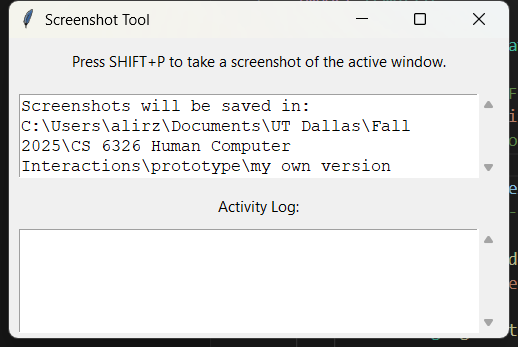 Screenshot Tool
Press SHIFT+P to take a screenshot of the active window.
Screenshots will be saved in:
C:\Users\alirz\Documents\UT Dallas\Fall
2025\CS 6326 Human Computer
Interactions\prototype\my own version
Activity Log: